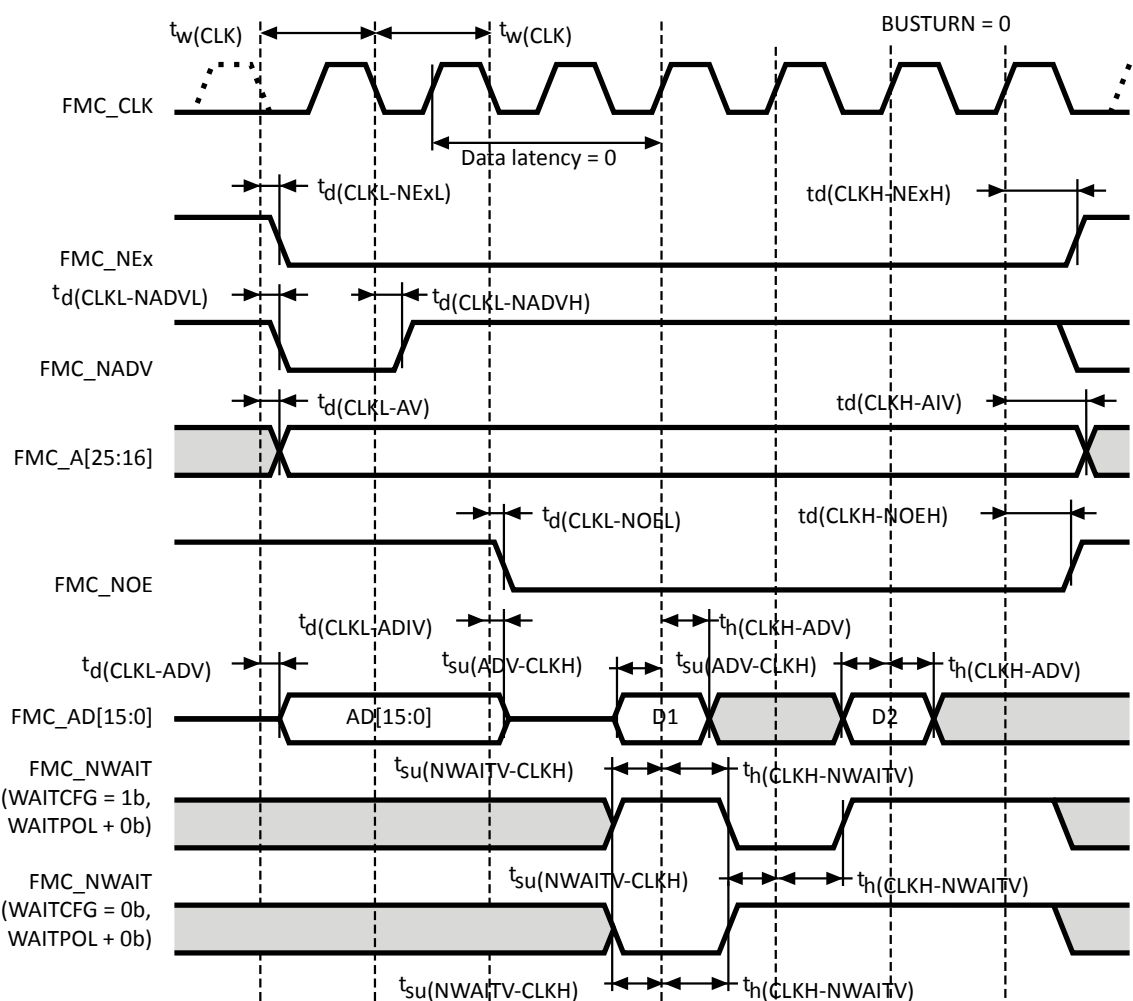 BUSTURN = 0
tw(CLK) tw(CLK)
FMC_CLK
Data latency = 0
td(CLKL-NExL) td(CLKH-NExH)
FMC_NEx
td(CLKL-NADVL) td(CLKL-NADVH)
FMC_NADV
td(CLKL-AV) td(CLKH-AIV)
FMC_A[25:16]
td(CLKL-NOEL) td(CLKH-NOEH)
FMC_NOE
td(CLKL-ADIV) th(CLKH-ADV)
td(CLKL-ADV) tsu(ADV-CLKH) tsu(ADV-CLKH) th(CLKH-ADV)
FMC_AD[15:0] AD[15:0] D1 D2
FMC_NWAIT tsu(NWAITV-CLKH) th(CLKH-NWAITV)
(WAITCFG = 1b,
WAITPOL + 0b)
tsu(NWAITV-CLKH) th(CLKH-NWAITV)
FMC_NWAIT
(WAITCFG = 0b,
WAITPOL + 0b)
tsu(NWAITV-CLKH) th(CLKH-NWAITV)